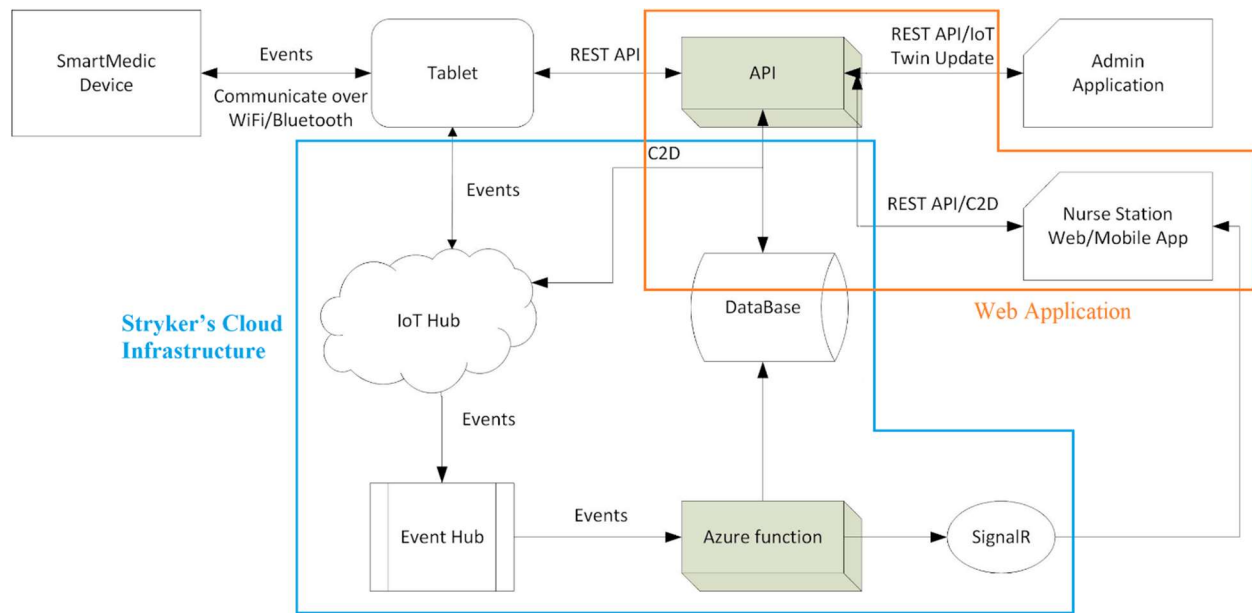 SmartMedic
Device
Events
Communicate over
WiFi/Bluetooth
Tablet
REST API
API
REST API/IoT
Twin Update
Admin
Application
C2D
Events
REST API/C2D
Nurse Station
Web/Mobile App
Stryker’s Cloud
Infrastructure
IoT Hub
DataBase
Web Application
Events
Event Hub
Events
Azure function
SignalR